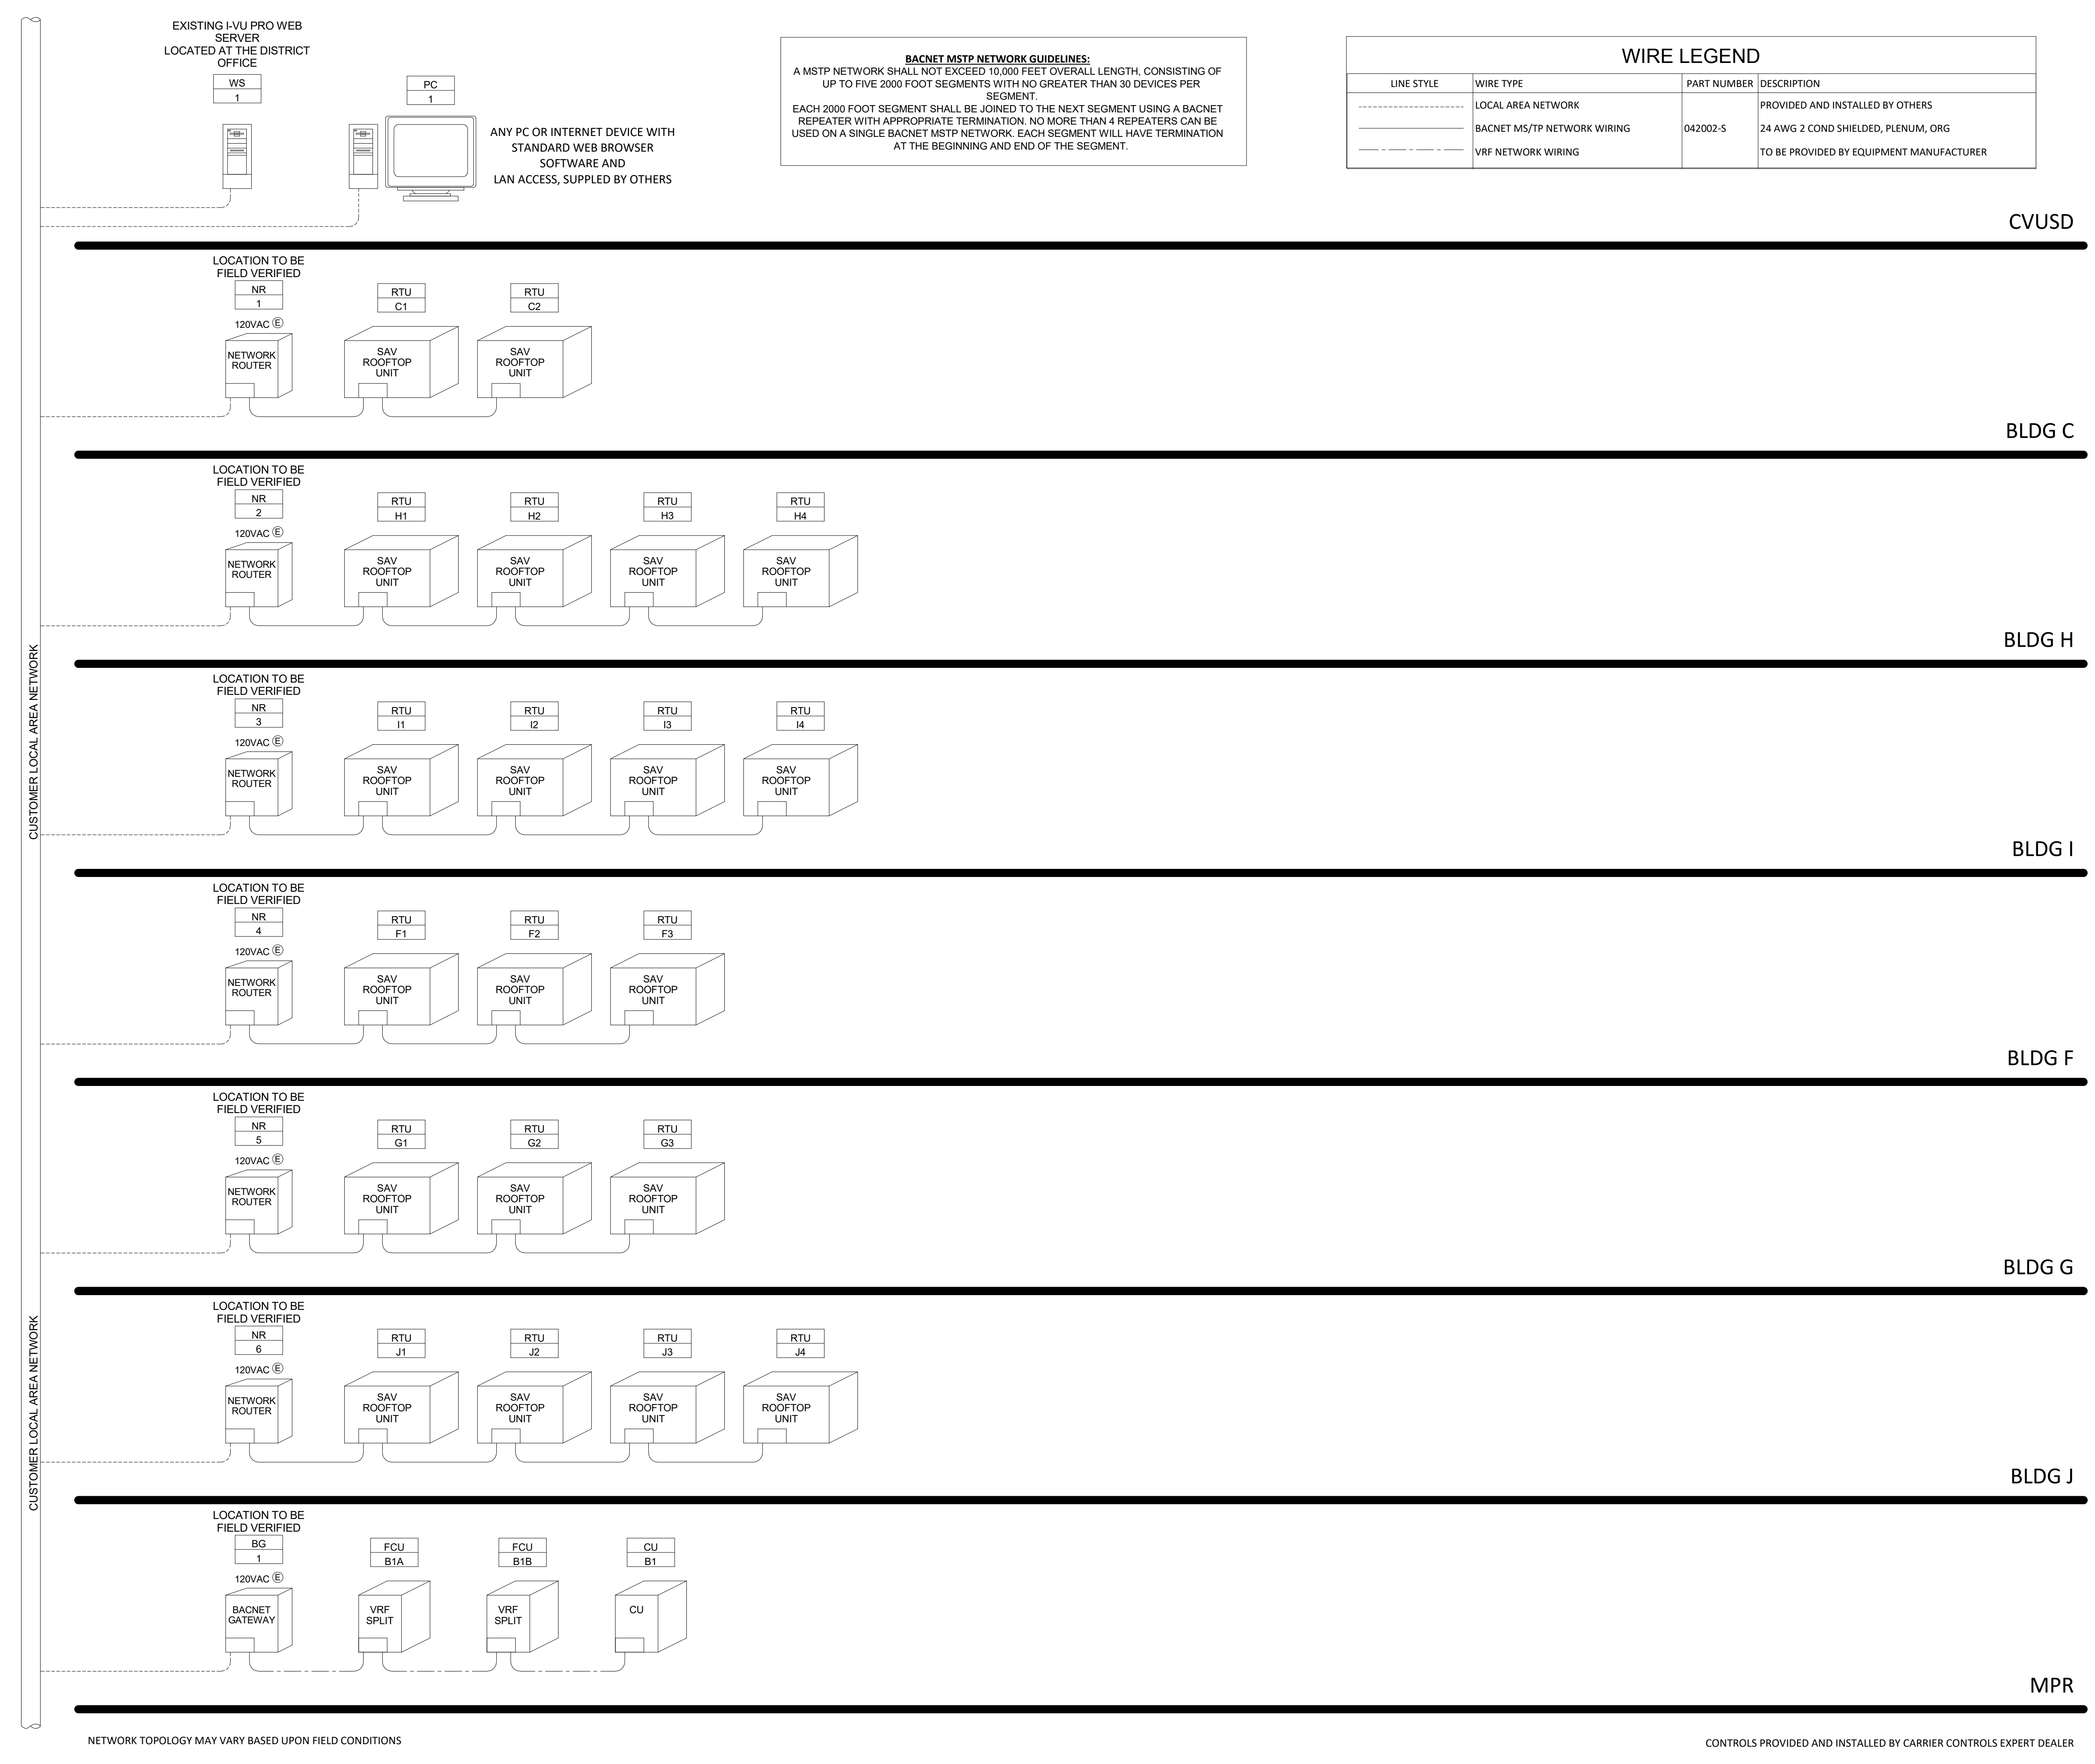 EXISTING I-VU PRO WEB
SERVER
LOCATED AT THE DISTRICT
OFFICE
WS
1
PC
1
ANY PC OR INTERNET DEVICE WITH
STANDARD WEB BROWSER
SOFTWARE AND
LAN ACCESS, SUPPLED BY OTHERS
BACNET MSTP NETWORK GUIDELINES:
A MSTP NETWORK SHALL NOT EXCEED 10,000 FEET OVERALL LENGTH, CONSISTING OF
UP TO FIVE 2000 FOOT SEGMENTS WITH NO GREATER THAN 30 DEVICES PER
SEGMENT.
EACH 2000 FOOT SEGMENT SHALL BE JOINED TO THE NEXT SEGMENT USING A BACNET
REPEATER WITH APPROPRIATE TERMINATION. NO MORE THAN 4 REPEATERS CAN BE
USED ON A SINGLE BACNET MSTP NETWORK. EACH SEGMENT WILL HAVE TERMINATION
AT THE BEGINNING AND END OF THE SEGMENT.
WIRE LEGEND
LINE STYLE WIRE TYPE PART NUMBER DESCRIPTION
LOCAL AREA NETWORK PROVIDED AND INSTALLED BY OTHERS
BACNET MS/TP NETWORK WIRING 042002-S 24 AWG 2 COND SHIELDED, PLENUM, ORG
VRF NETWORK WIRING TO BE PROVIDED BY EQUIPMENT MANUFACTURER
CVUSD
LOCATION TO BE
FIELD VERIFIED
NR
1
120VAC E
NETWORK
ROUTER
RTU
C1
SAV
ROOFTOP
UNIT
RTU
C2
SAV
ROOFTOP
UNIT
BLDG C
LOCATION TO BE
FIELD VERIFIED
NR
2
120VAC E
NETWORK
ROUTER
RTU
H1
SAV
ROOFTOP
UNIT
RTU
H2
SAV
ROOFTOP
UNIT
RTU
H3
SAV
ROOFTOP
UNIT
RTU
H4
SAV
ROOFTOP
UNIT
BLDG H
CUSTOMER LOCAL AREA NETWORK
LOCATION TO BE
FIELD VERIFIED
NR
3
120VAC E
NETWORK
ROUTER
RTU
I1
SAV
ROOFTOP
UNIT
RTU
I2
SAV
ROOFTOP
UNIT
RTU
I3
SAV
ROOFTOP
UNIT
RTU
I4
SAV
ROOFTOP
UNIT
BLDG I
LOCATION TO BE
FIELD VERIFIED
NR
4
120VAC E
NETWORK
ROUTER
RTU
F1
SAV
ROOFTOP
UNIT
RTU
F2
SAV
ROOFTOP
UNIT
RTU
F3
SAV
ROOFTOP
UNIT
BLDG F
LOCATION TO BE
FIELD VERIFIED
NR
5
120VAC E
NETWORK
ROUTER
RTU
G1
SAV
ROOFTOP
UNIT
RTU
G2
SAV
ROOFTOP
UNIT
RTU
G3
SAV
ROOFTOP
UNIT
BLDG G
CUSTOMER LOCAL AREA NETWORK
LOCATION TO BE
FIELD VERIFIED
NR
6
120VAC E
NETWORK
ROUTER
RTU
J1
SAV
ROOFTOP
UNIT
RTU
J2
SAV
ROOFTOP
UNIT
RTU
J3
SAV
ROOFTOP
UNIT
RTU
J4
SAV
ROOFTOP
UNIT
BLDG J
LOCATION TO BE
FIELD VERIFIED
BG
1
120VAC E
BACNET
GATEWAY
FCU
B1A
VRF
SPLIT
FCU
B1B
VRF
SPLIT
CU
B1
CU
MPR
NETWORK TOPOLOGY MAY VARY BASED UPON FIELD CONDITIONS
CONTROLS PROVIDED AND INSTALLED BY CARRIER CONTROLS EXPERT DEALER